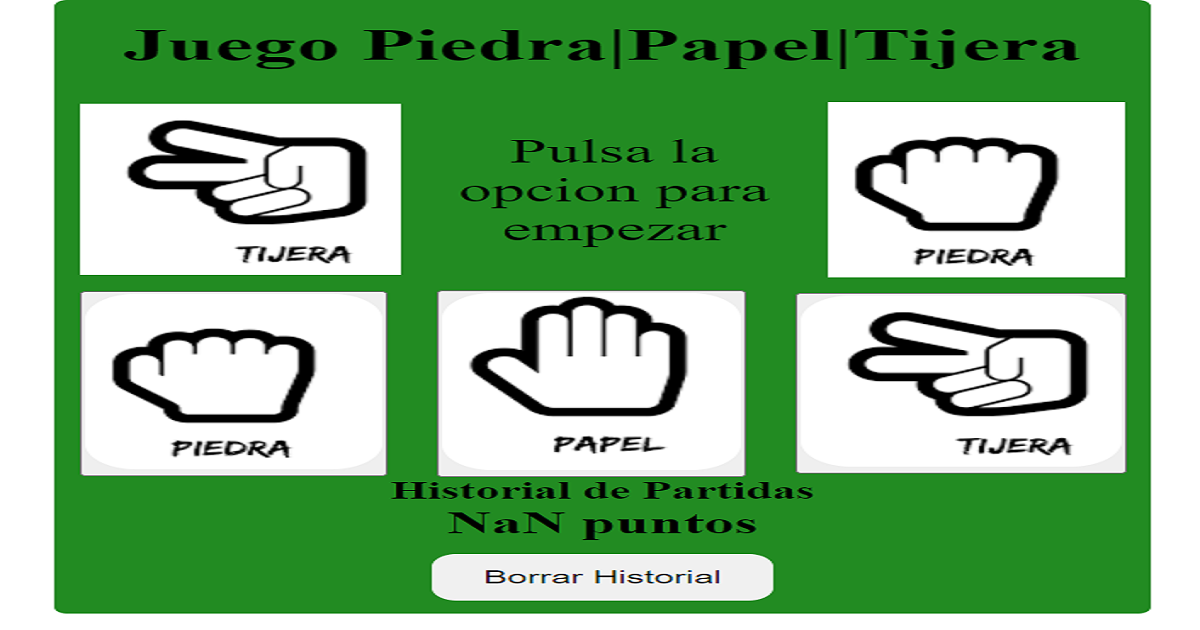 Juego Piedra|Papel|Tijera
TIJERA
Pulsa la
opcion para
empezar
PIEDRA
PIEDRA
PAPEL
TIJERA
Historial de Partidas
NaN puntos
Borrar Historial